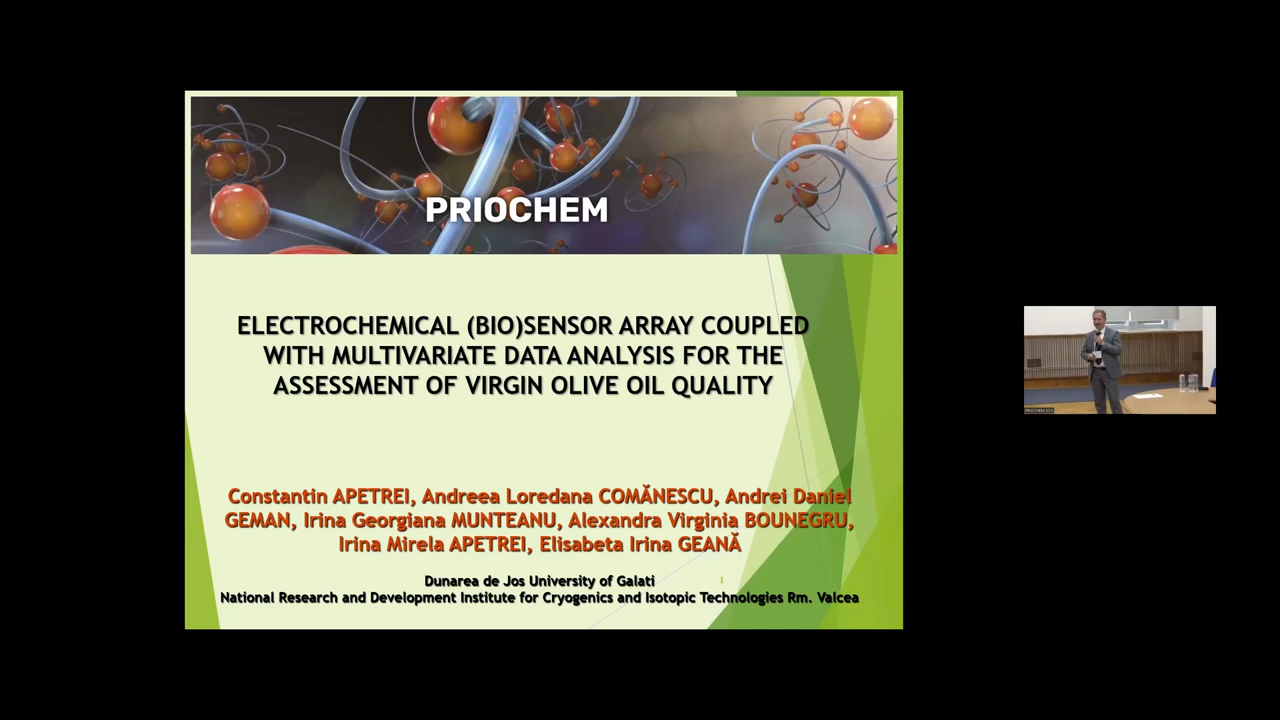 PRIOCHEM
ELECTROCHEMICAL (BIO)SENSOR ARRAY COUPLED
WITH MULTIVARIATE DATA ANALYSIS FOR THE
ASSESSMENT OF VIRGIN OLIVE OIL QUALITY
Constantin APETREI, Andreea Loredana COMĂNESCU, Andrei Daniel
GEMAN, Irina Georgiana MUNTEANU, Alexandra Virginia BOUNEGRU,
Irina Mirela APETREI, Elisabeta Irina GEANĂ
Dunarea de Jos University of Galati
1
National Research and Development Institute for Cryogenics and Isotopic Technologies Rm. Valcea